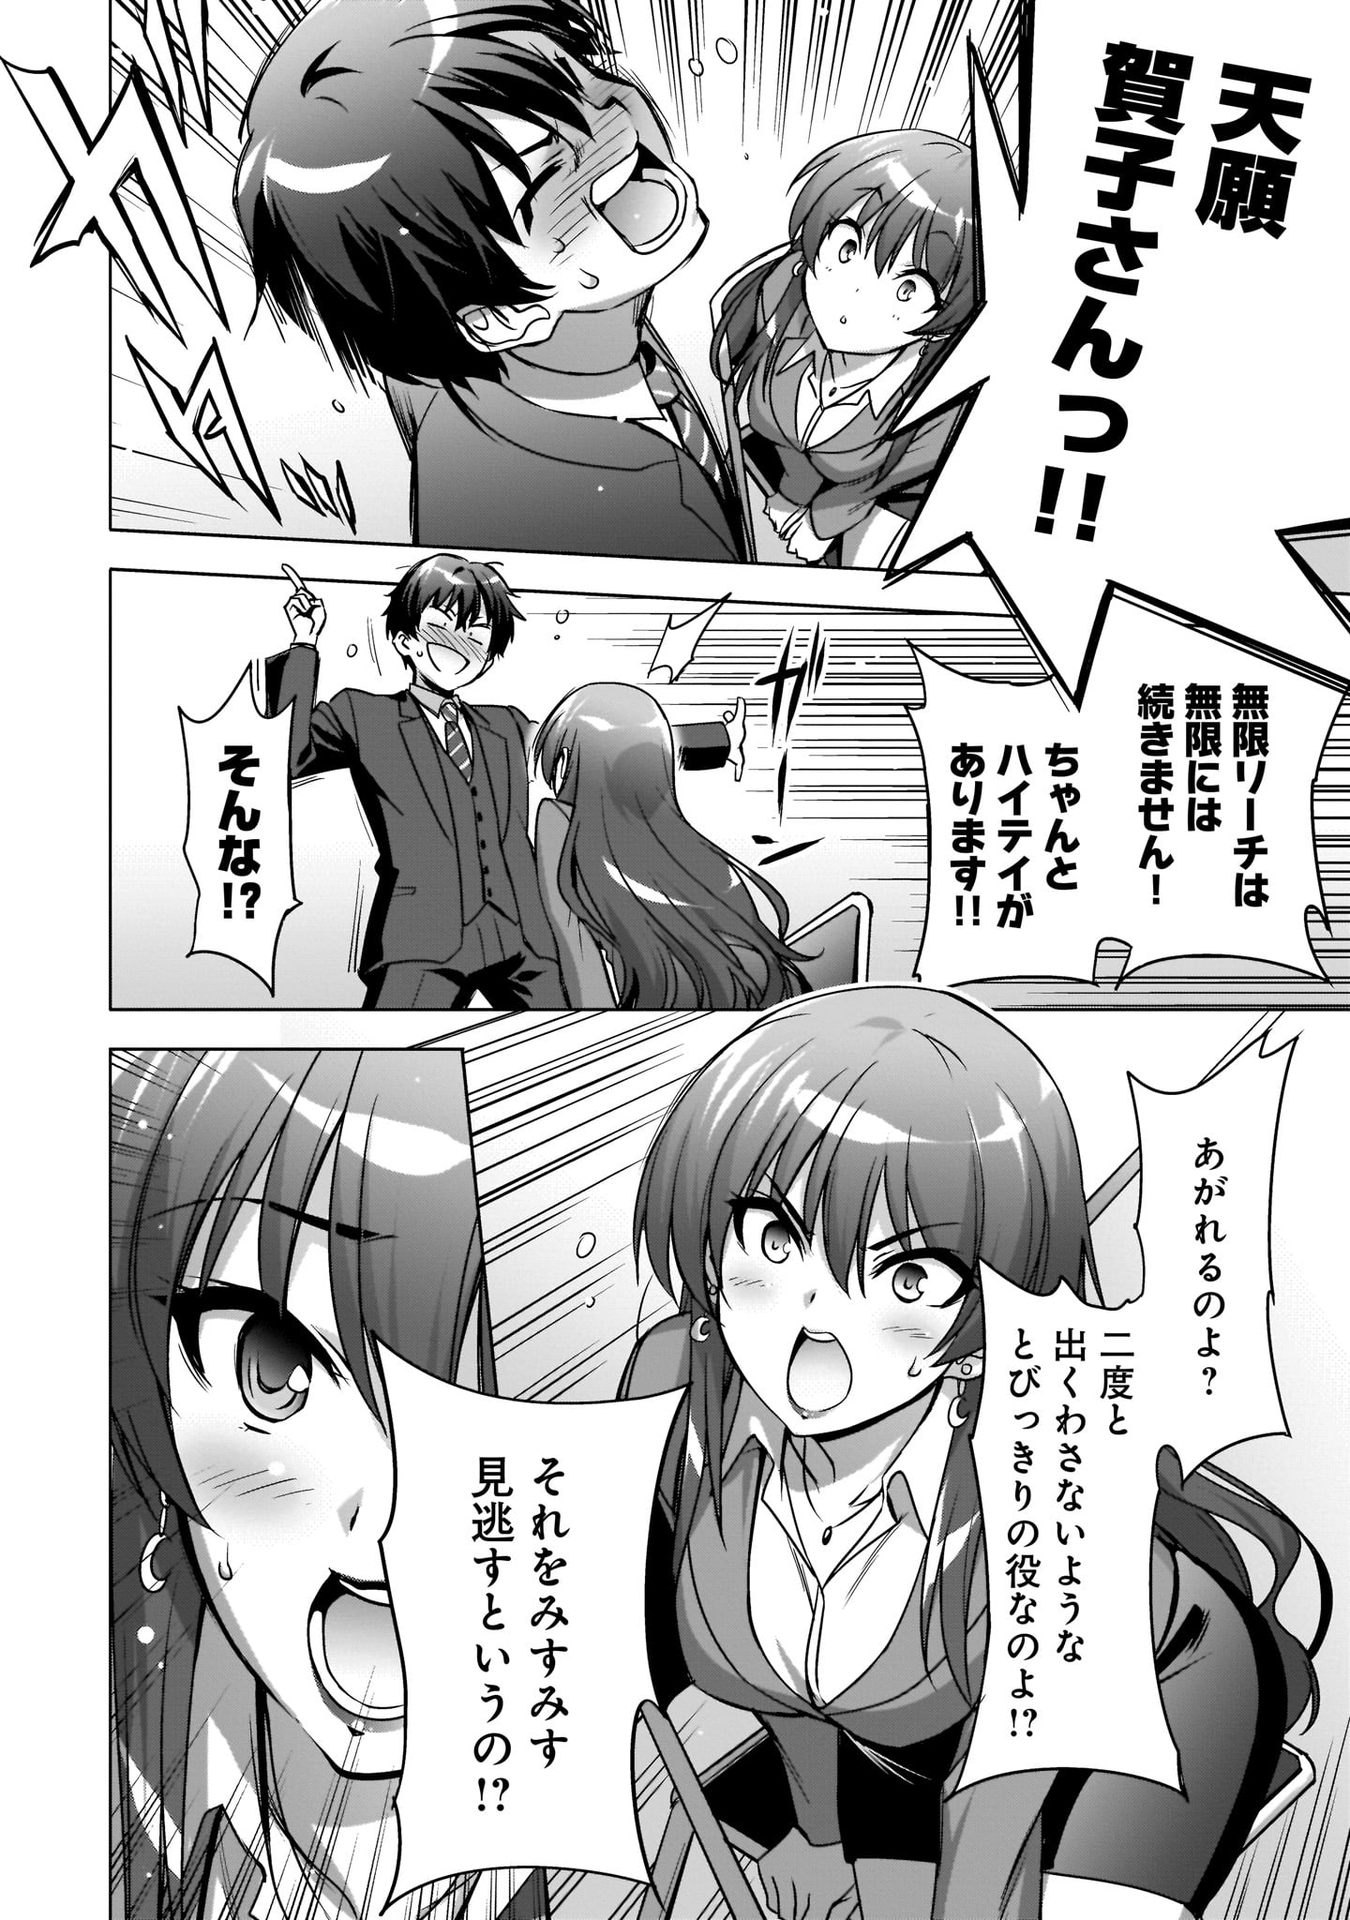 天願
賀子さんっ!!
無限リーチは
無限には
続きません!
ちゃんと
ハイテイが
あります!!
そんな!?
あがれるのよ?
二度と
出くわさないような
とびっきりの役なのよ!?
それをみすみす
見逃すというの!?